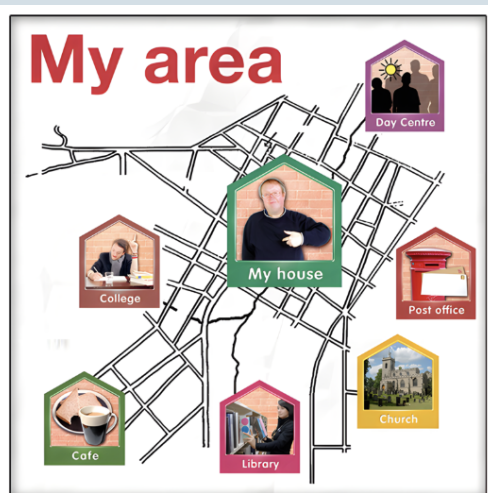 My area
Day Centre
My house
College
Post office
Church
Cafe
Library